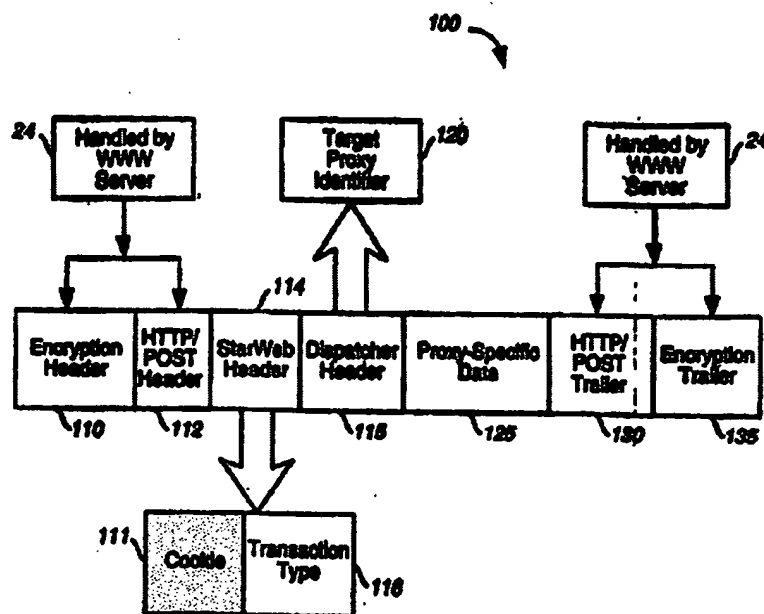 100
24
Handled by
WWW
Server
Target
Proxy
Identifier
120
Handled by
WWW
Server
24
114
Encryption
Header
HTTP/
POST
Header
StarWeb
Header
Dispatcher
Header
Proxy-Specific
Data
HTTP/
POST
Trailer
Encryption
Trailer
110
112
115
125
130
135
111
Cookie
Transaction
Type
116